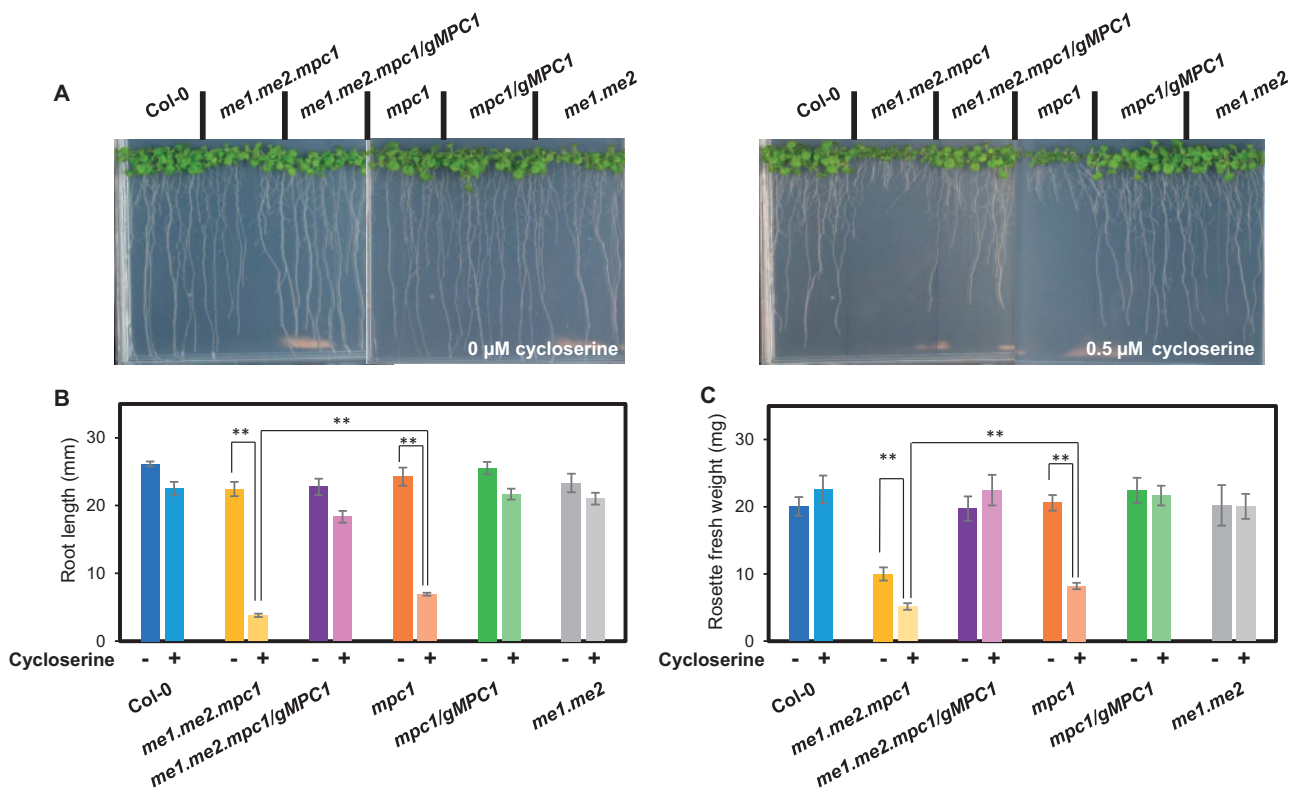 A
Col-0
me1.me2.mpc1
me1.me2.mpc1/gMPC1
mpc1
mpc1/gMPC1
me1.me2
0 µM cycloserine
Col-0
me1.me2.mpc1
me1.me2.mpc1/gMPC1
mpc1
mpc1/gMPC1
me1.me2
0.5 µM cycloserine
B
Root length (mm)
30
20
10
0
** ** **
Cycloserine - + - + - + - + - + - +
Col-0
me1.me2.mpc1
me1.me2.mpc1/gMPC1
mpc1
mpc1/gMPC1
me1.me2
C
Rosette fresh weight (mg)
30
20
10
0
** ** **
Cycloserine - + - + - + - + - + - +
Col-0
me1.me2.mpc1
me1.me2.mpc1/gMPC1
mpc1
mpc1/gMPC1
me1.me2